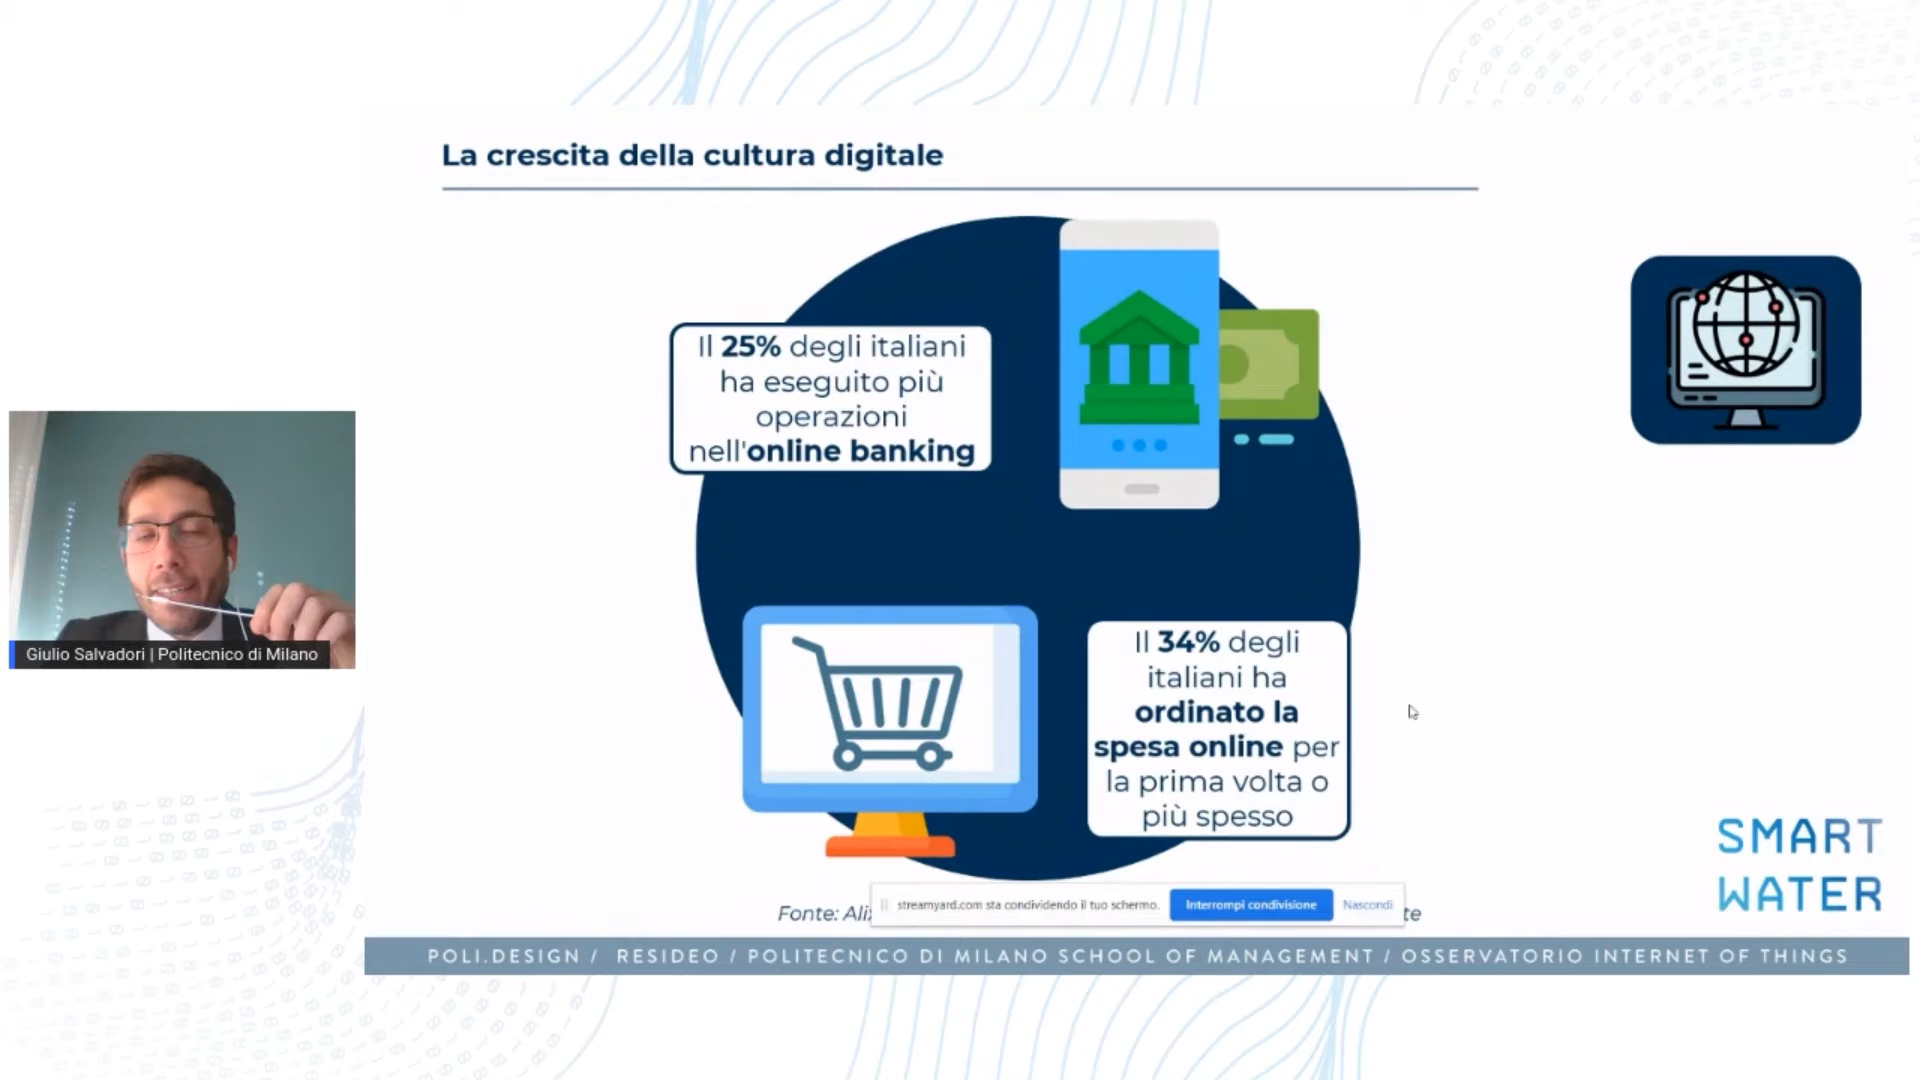 La crescita della cultura digitale
Il 25% degli italiani
ha eseguito più
operazioni
nell'online banking
Il 34% degli
italiani ha
ordinato la
spesa online per
la prima volta o
più spesso
Giulio Salvadori | Politecnico di Milano
SMART
WATER
Fonte:
streamyard.com sta condividendo il tuo schermo. Interrompi condivisione Nascondi
POLI.DESIGN / RESIDEO / POLITECNICO DI MILANO SCHOOL OF MANAGEMENT / OSSERVATORIO INTERNET OF THINGS